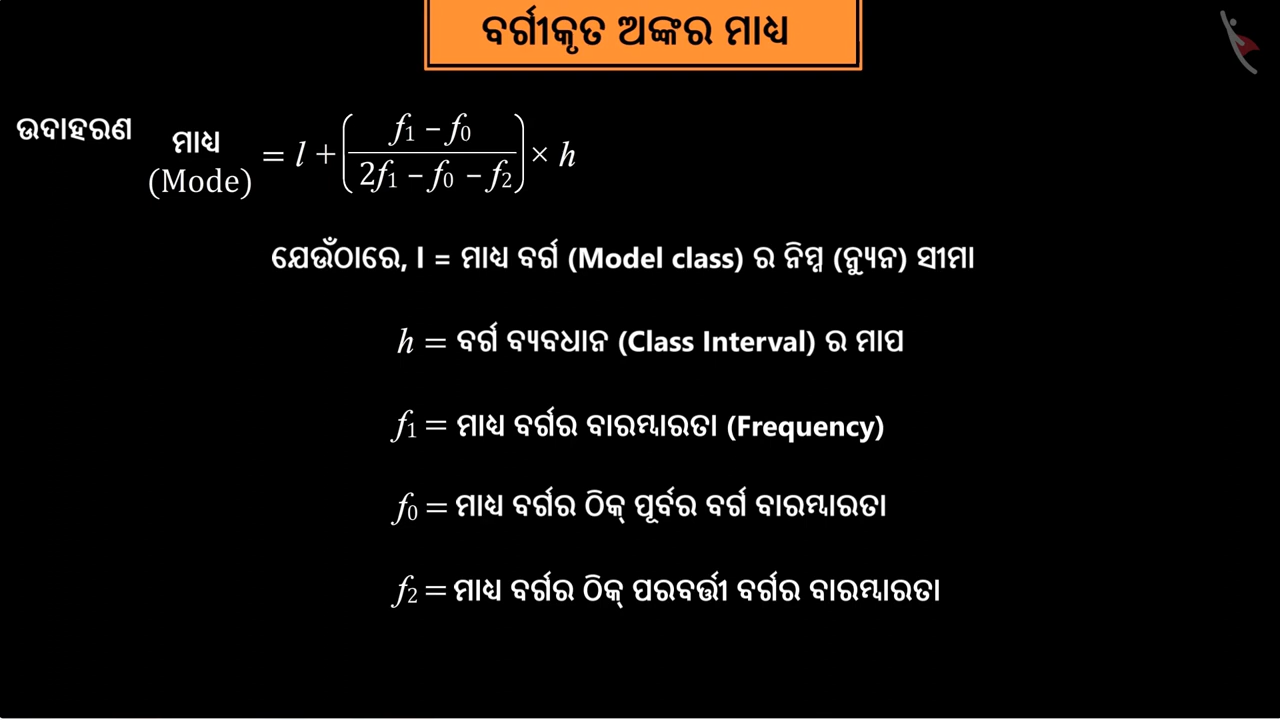 ବର୍ଗୀକୃତ ଅଙ୍କର ମାଧ୍ୟ
ଉଦାହରଣ
ମାଧ୍ୟ (Mode) = l + ( (f₁ − f₀) / (2f₁ − f₀ − f₂) ) × h
ଯେଉଁଠାରେ, l = ମାଧ୍ୟ ବର୍ଗ (Model class) ର ନିମ୍ନ (ନ୍ୟୁନ) ସୀମା
h = ବର୍ଗ ବ୍ୟବଧାନ (Class Interval) ର ମାପ
f₁ = ମାଧ୍ୟ ବର୍ଗର ବାରମ୍ବାରତା (Frequency)
f₀ = ମାଧ୍ୟ ବର୍ଗର ଠିକ୍ ପୂର୍ବର ବର୍ଗ ବାରମ୍ବାରତା
f₂ = ମାଧ୍ୟ ବର୍ଗର ଠିକ୍ ପରବର୍ତ୍ତୀ ବର୍ଗର ବାରମ୍ବାରତା